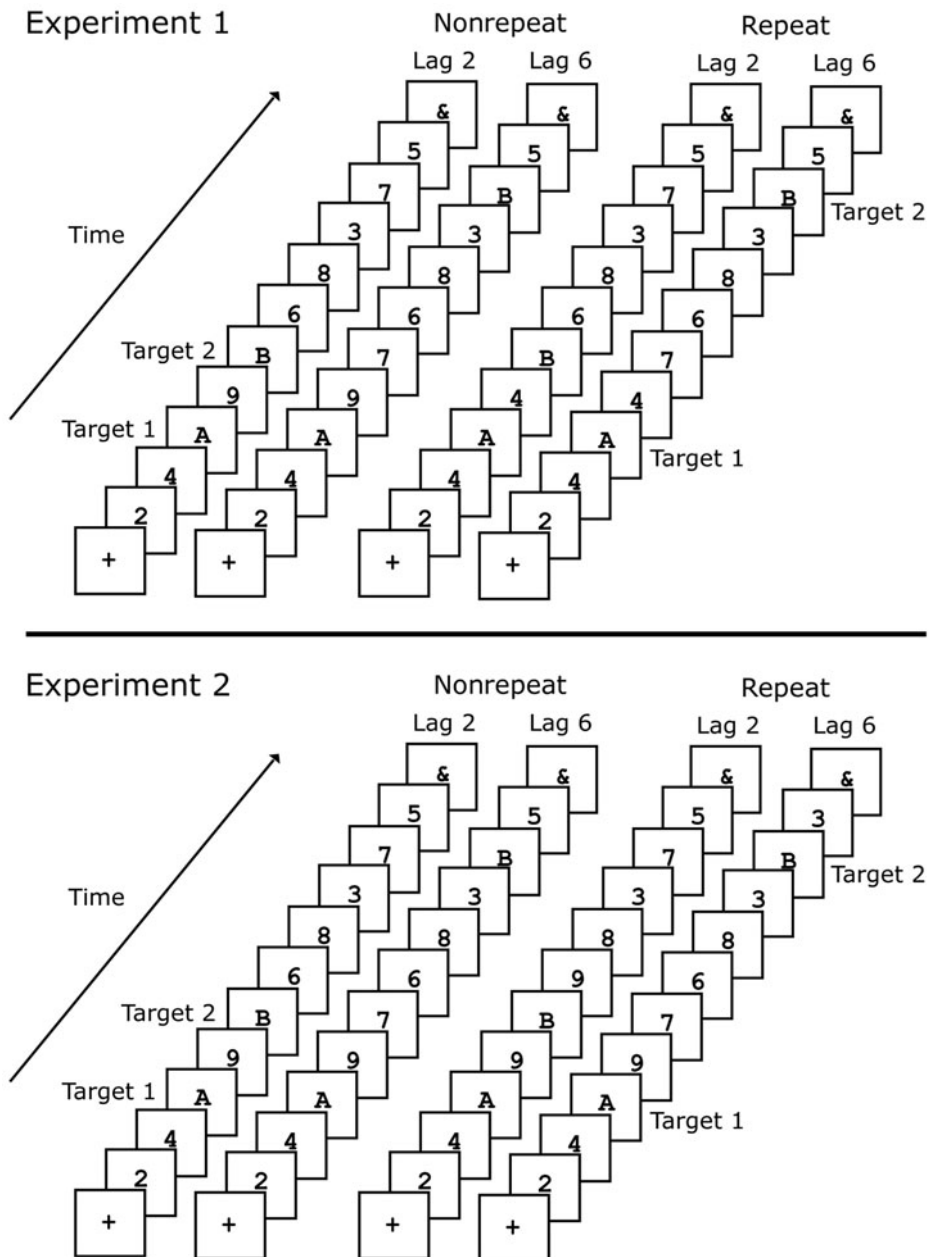 Experiment 1
Nonrepeat Repeat
Lag 2 Lag 6 Lag 2 Lag 6
& & & &
5 5 5 5
7 B 7 B Target 2
Time 3 3 3 3
8 8 8 8
6 6 6 6
Target 2 B 7 B 7
9 9 4 4
Target 1 A A A A Target 1
4 4 4 4
2 2 2 2
+ + + +
Experiment 2
Nonrepeat Repeat
Lag 2 Lag 6 Lag 2 Lag 6
& & & &
5 5 5 3
7 B 7 B Target 2
Time 3 3 3 3
8 8 8 8
6 6 9 6
Target 2 B 7 B 7
9 9 9 9
Target 1 A A A A Target 1
4 4 4 4
2 2 2 2
+ + + +